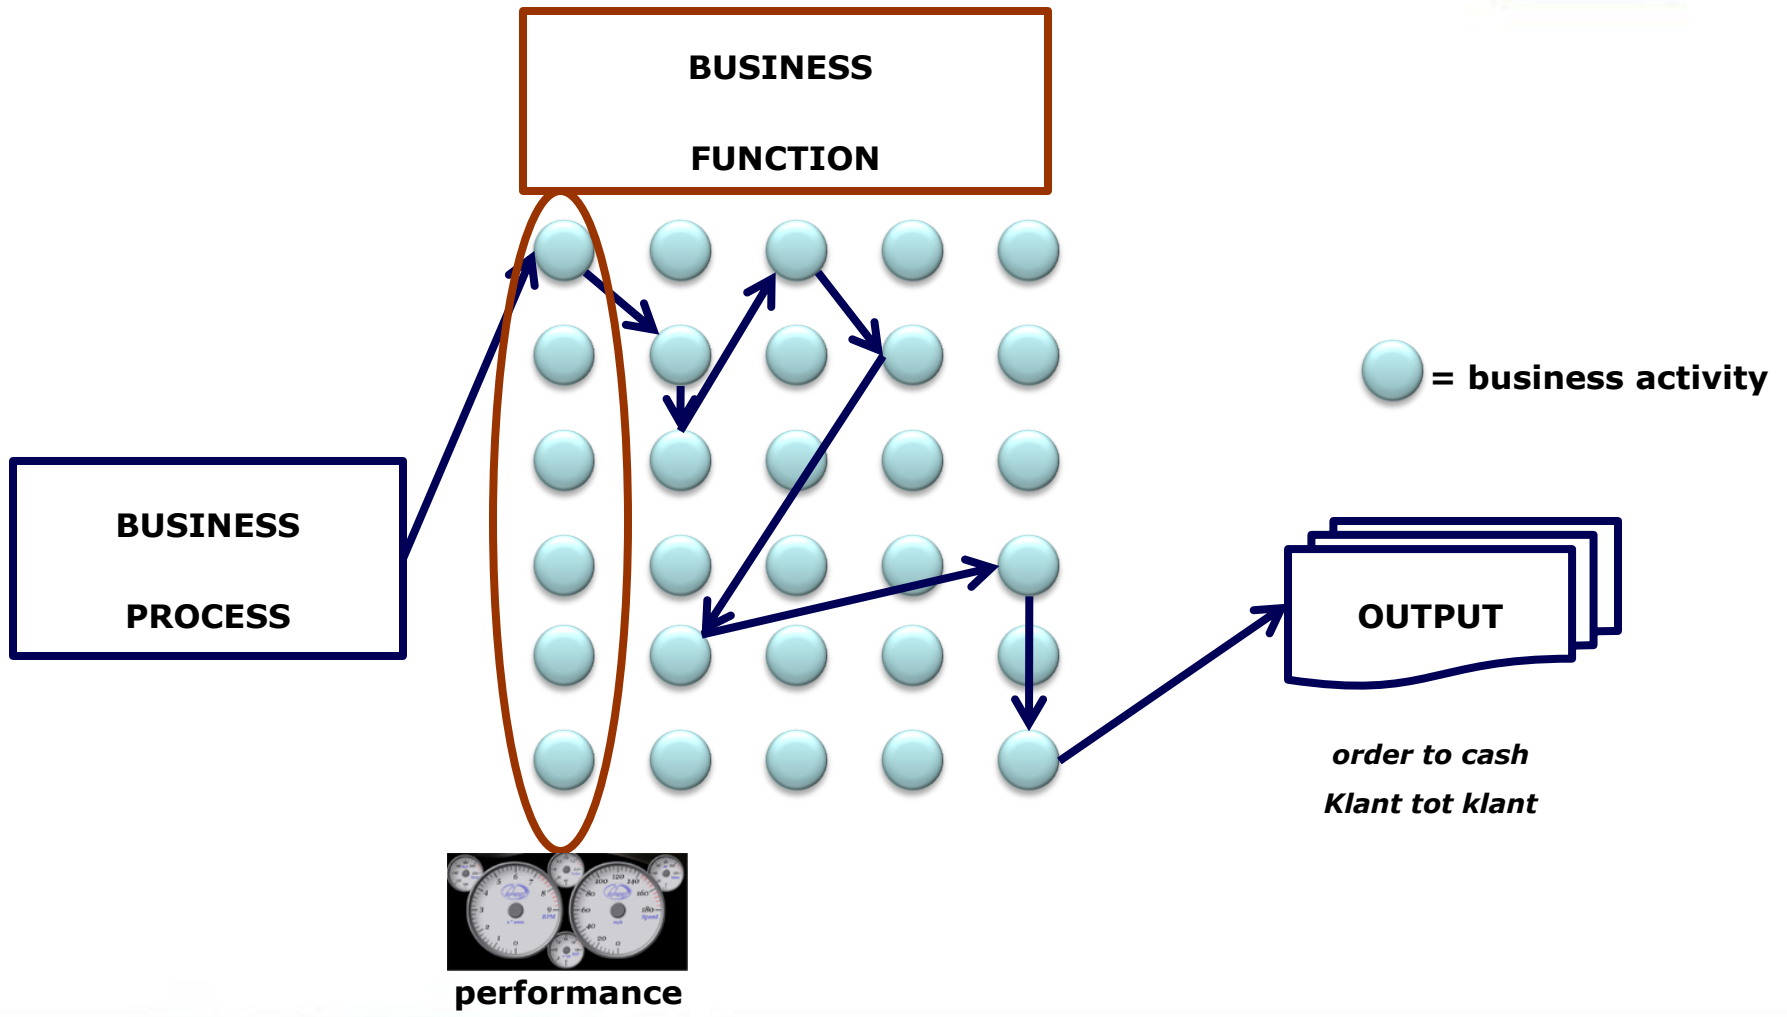 BUSINESS
FUNCTION
= business activity
BUSINESS
PROCESS
OUTPUT
order to cash
Klant tot klant
performance